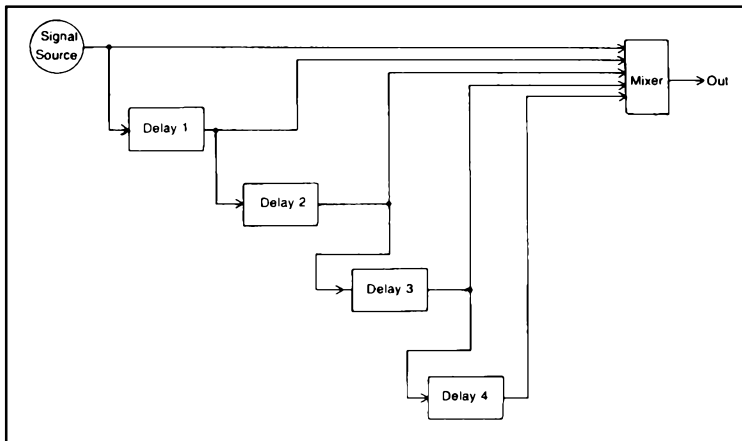 Signal
Source
Mixer
Out
Delay 1
Delay 2
Delay 3
Delay 4